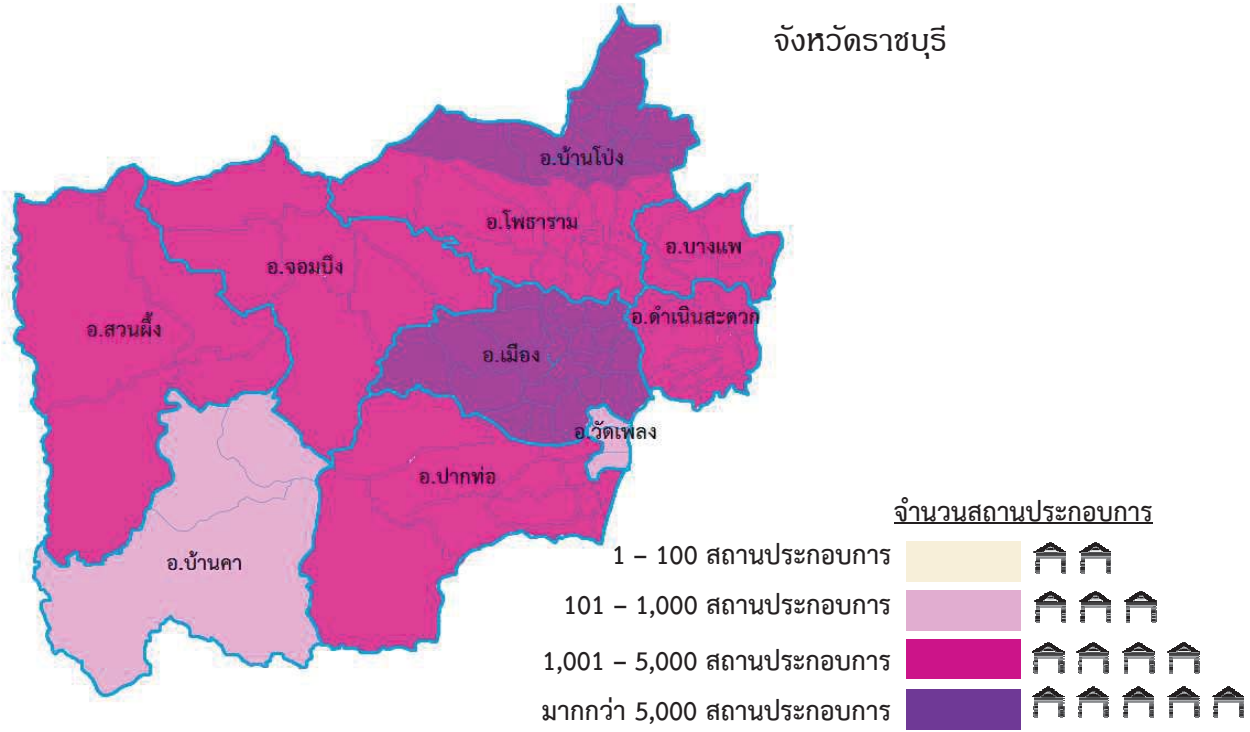 จังหวัดราชบุรี
อ.บ้านโป่ง
อ.โพธาราม
อ.บางแพ
อ.จอมบึง
อ.ดำเนินสะดวก
อ.สวนผึ้ง
อ.เมือง
อ.วัดเพลง
อ.ปากท่อ
อ.บ้านคา
จำนวนสถานประกอบการ
1 – 100 สถานประกอบการ
101 – 1,000 สถานประกอบการ
1,001 – 5,000 สถานประกอบการ
มากกว่า 5,000 สถานประกอบการ